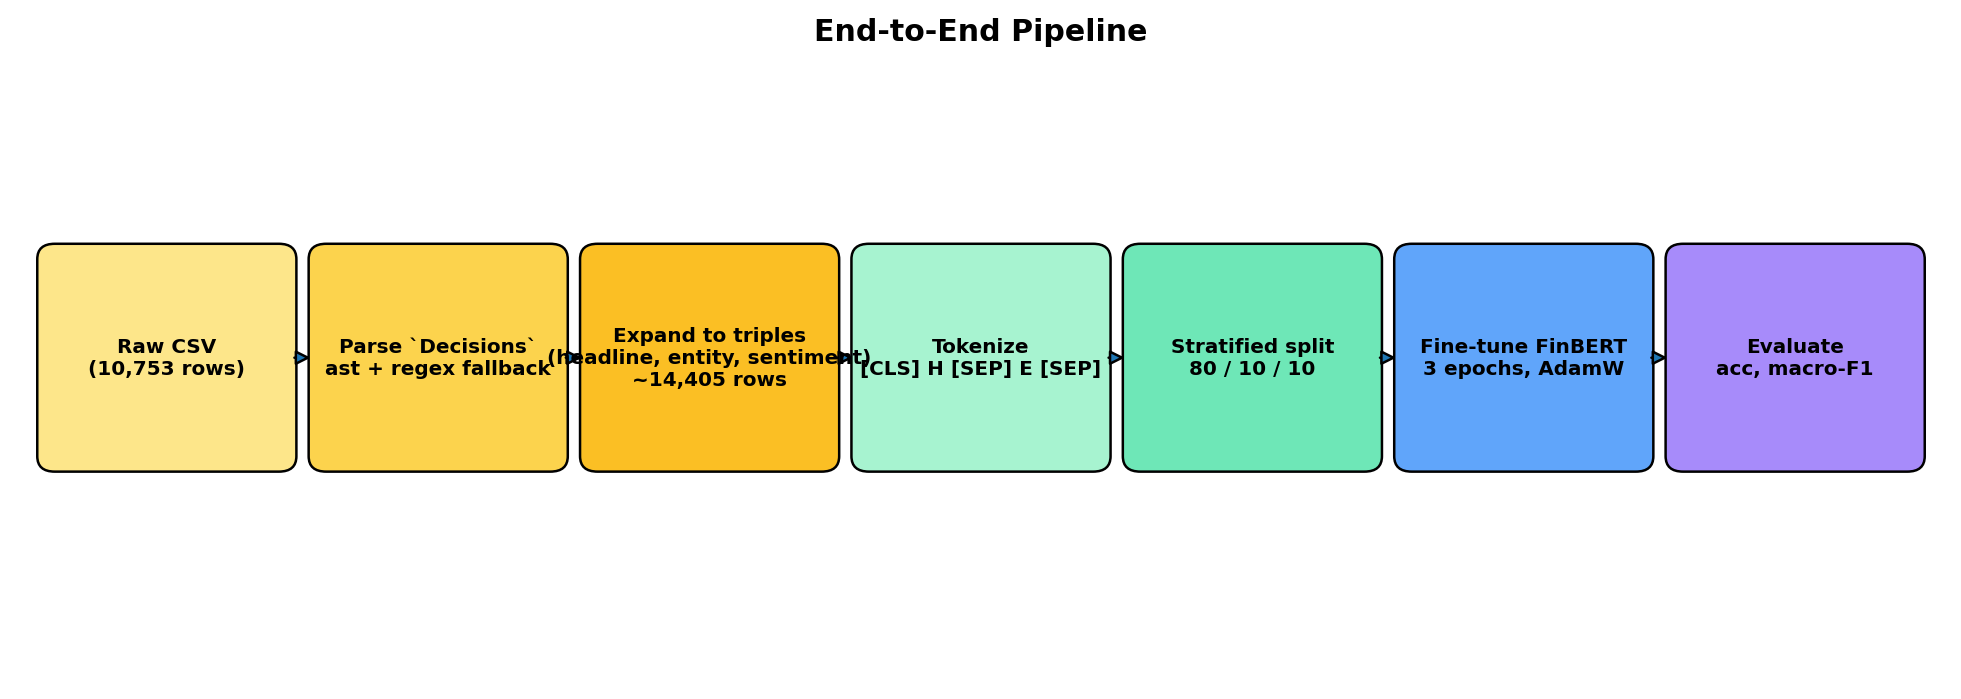 End-to-End Pipeline
Raw CSV
(10,753 rows)
Parse `Decisions`
ast + regex fallback
Expand to triples
(headline, entity, sentiment)
~14,405 rows
Tokenize
[CLS] H [SEP] E [SEP]
Stratified split
80 / 10 / 10
Fine-tune FinBERT
3 epochs, AdamW
Evaluate
acc, macro-F1